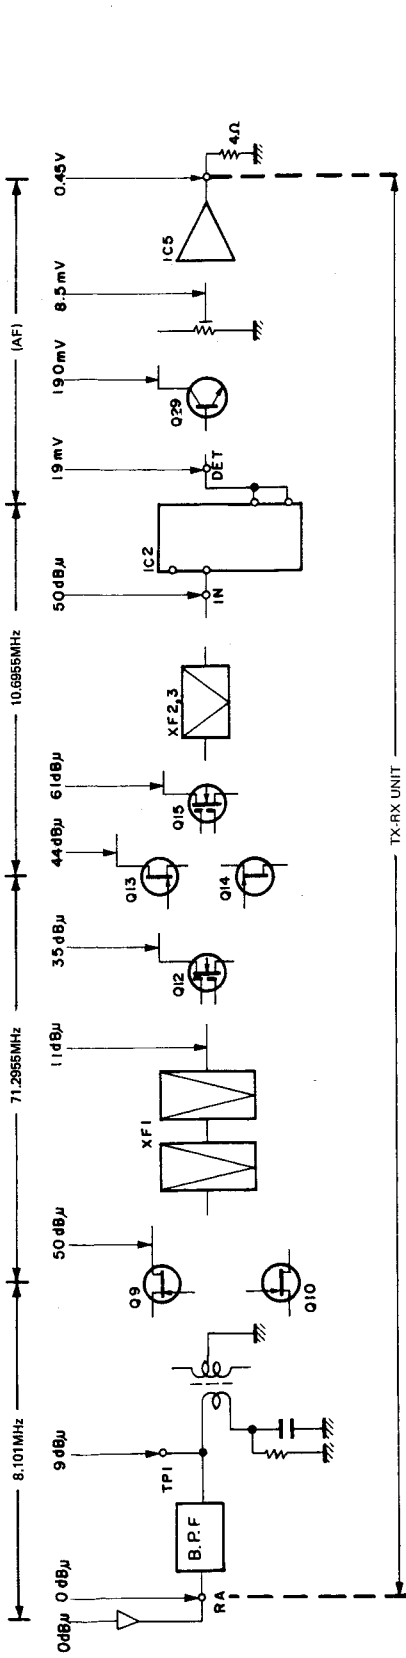 8.101MHz
71.2955MHz
10.6955MHz
(AF)
0dBμ
0dBμ
9dBμ
50dBμ
11dBμ
35dBμ
44dBμ
61dBμ
50dBμ
19mV
190mV
8.5mV
0.45V
RA
B.P.F
TP1
Q9
Q10
XF1
Q12
Q13
Q14
Q15
XF2,3
IN
IC2
DET
Q29
IC5
4Ω
TX-RX UNIT